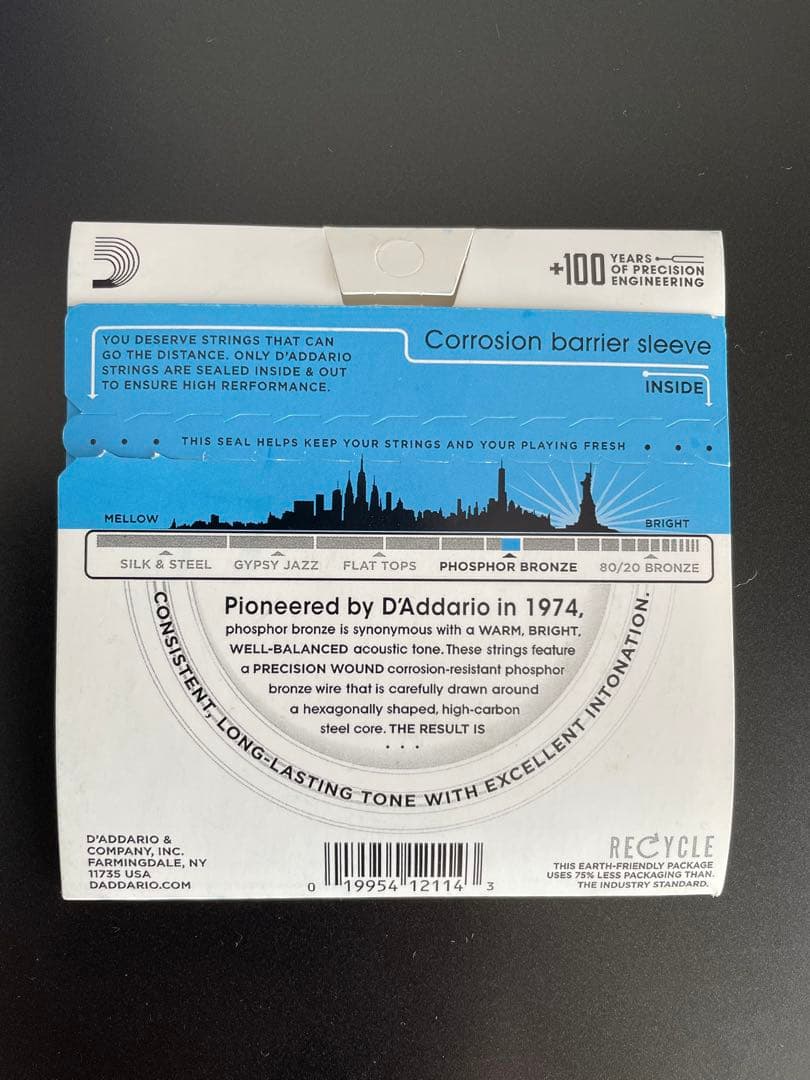 +100 YEARS
OF PRECISION
ENGINEERING
YOU DESERVE STRINGS THAT CAN
GO THE DISTANCE. ONLY D'ADDARIO
STRINGS ARE SEALED INSIDE & OUT
TO ENSURE HIGH RERFORMANCE.
Corrosion barrier sleeve
INSIDE
THIS SEAL HELPS KEEP YOUR STRINGS AND YOUR PLAYING FRESH
MELLOW
BRIGHT
SILK & STEEL
GYPSY JAZZ
FLAT TOPS
PHOSPHOR BRONZE
80/20 BRONZE
Pioneered by D'Addario in 1974,
phosphor bronze is synonymous with a WARM, BRIGHT,
WELL-BALANCED acoustic tone. These strings feature
a PRECISION WOUND corrosion-resistant phosphor
bronze wire that is carefully drawn around
a hexagonally shaped, high-carbon
steel core. THE RESULT IS
...
CONSISTENT, LONG-LASTING TONE WITH EXCELLENT INTONATION.
D'ADDARIO &
COMPANY, INC.
FARMINGDALE, NY
11735 USA
DADDARIO.COM
0 19954 12114 3
RECYCLE
THIS EARTH-FRIENDLY PACKAGE
USES 75% LESS PACKAGING THAN.
THE INDUSTRY STANDARD.